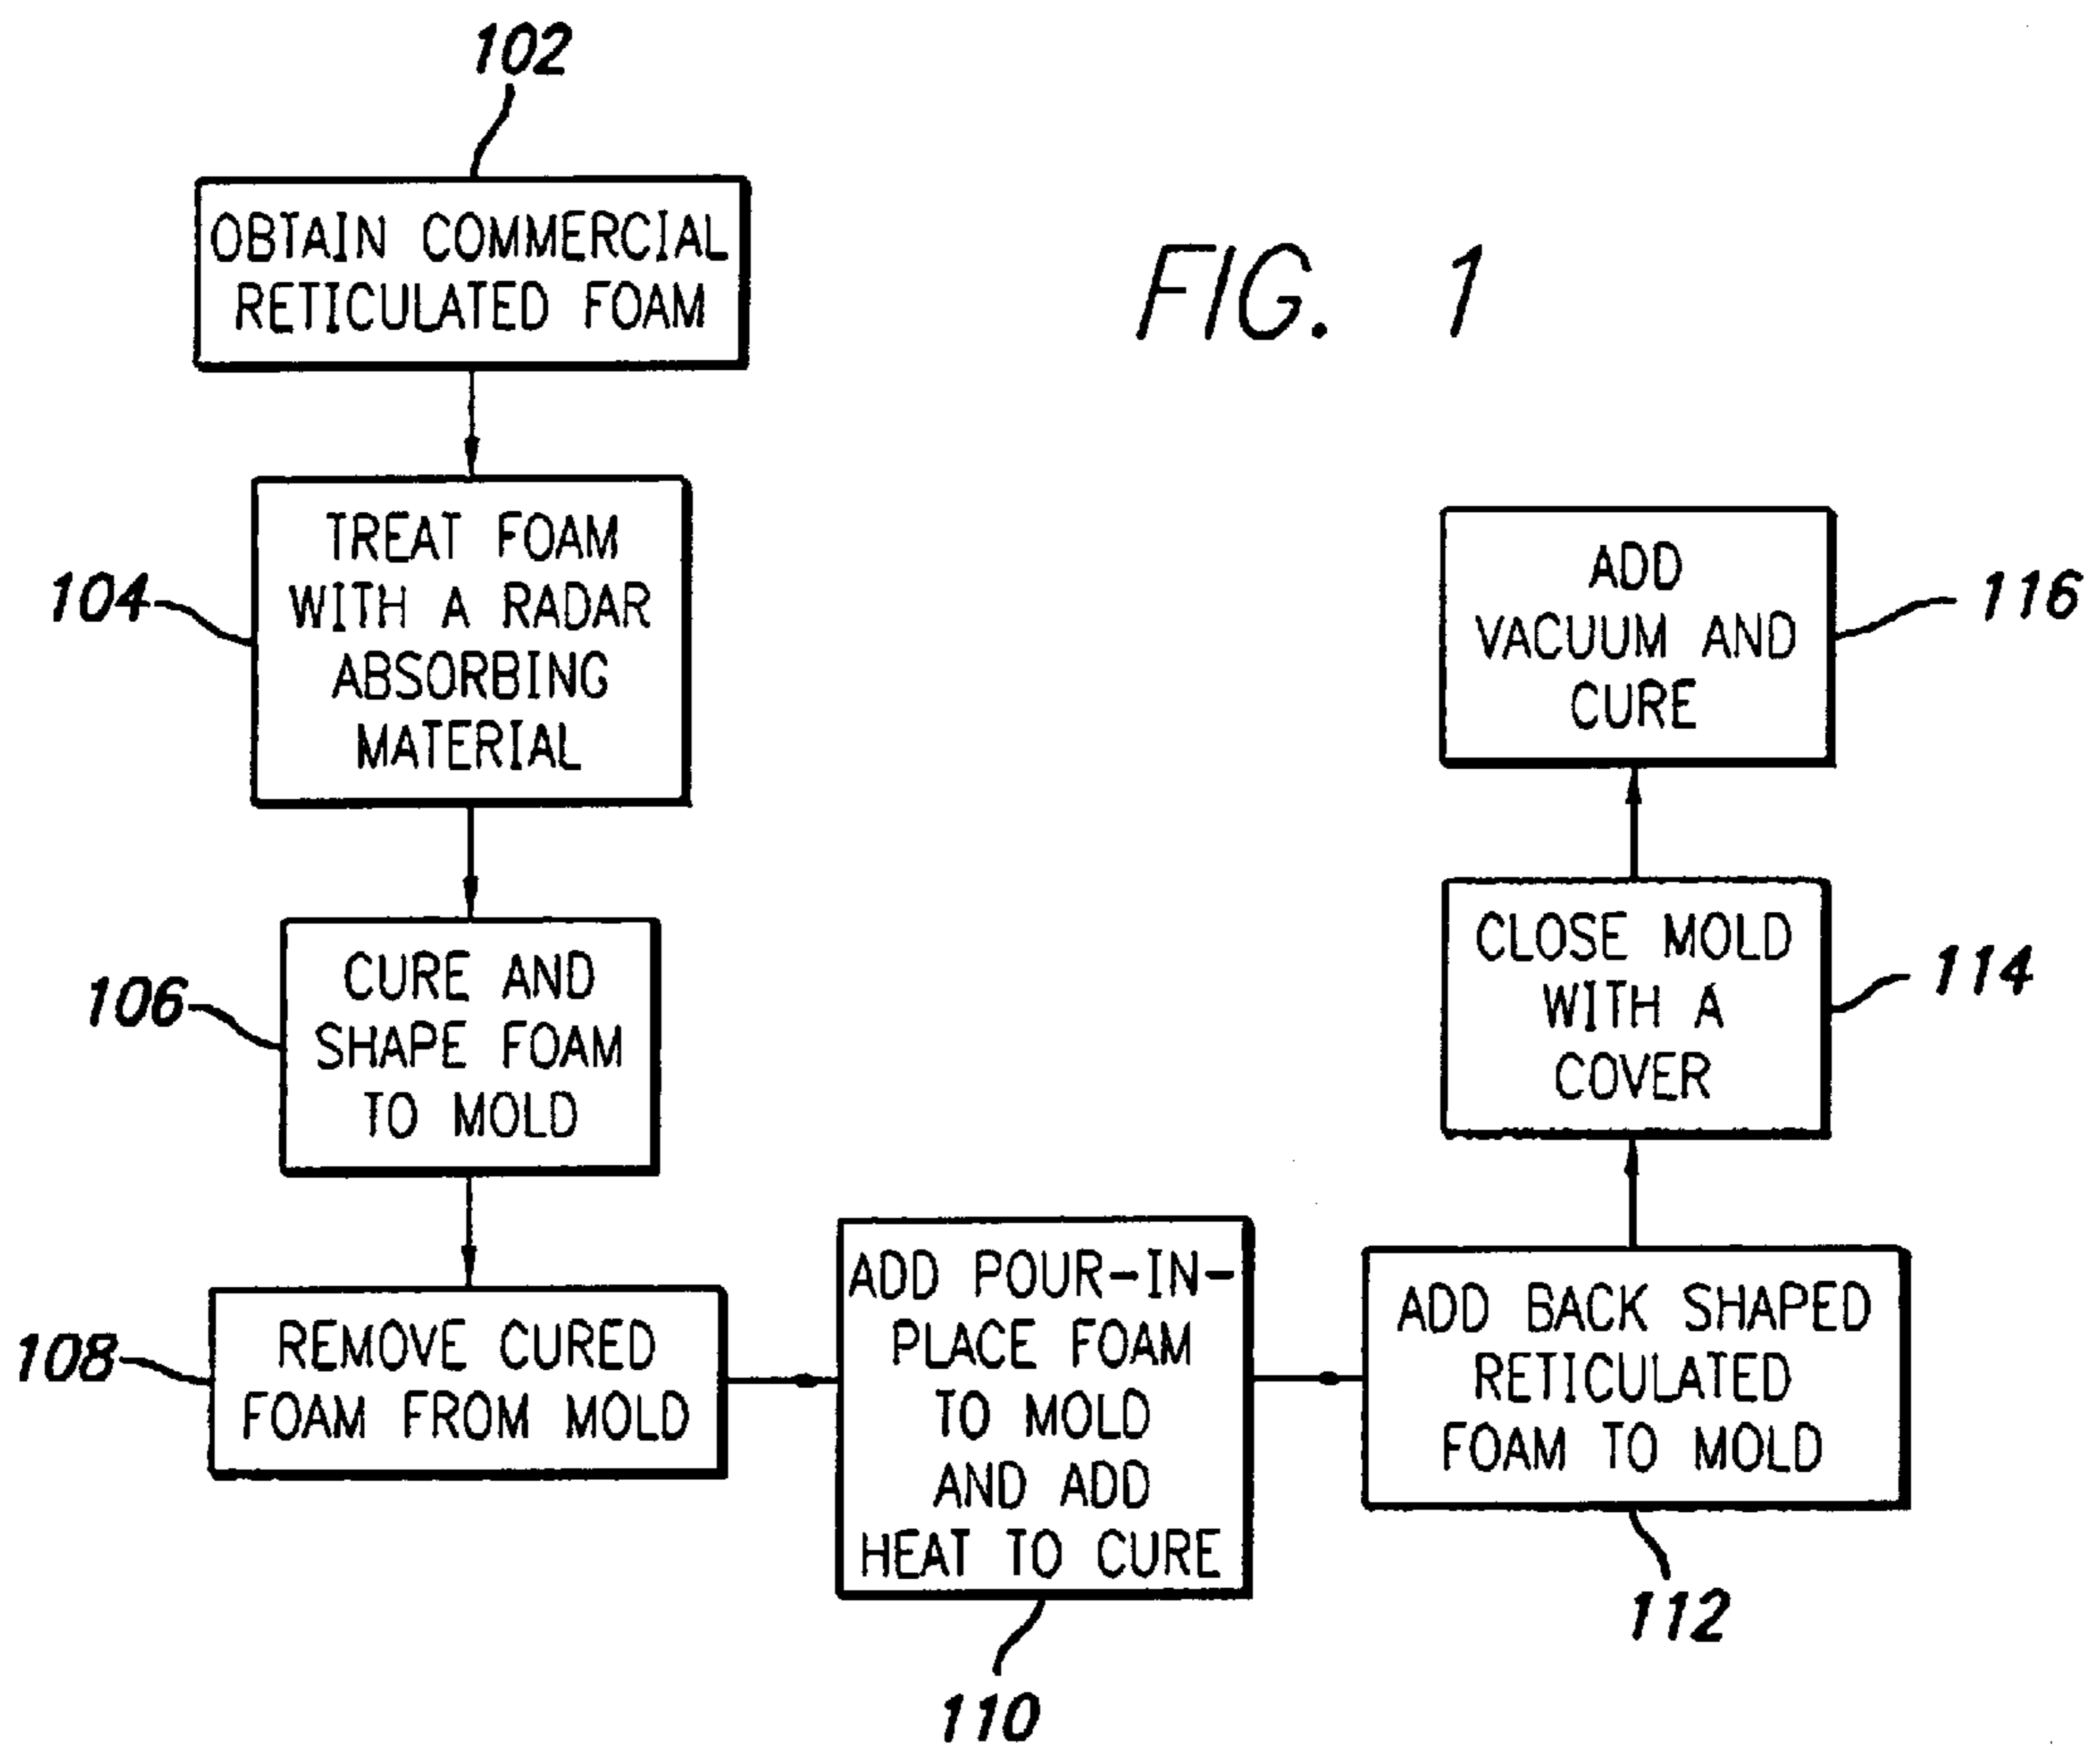 102
OBTAIN COMMERCIAL
RETICULATED FOAM
FIG. 1
104
TREAT FOAM
WITH A RADAR
ABSORBING
MATERIAL
106
CURE AND
SHAPE FOAM
TO MOLD
108
REMOVE CURED
FOAM FROM MOLD
ADD POUR-IN-
PLACE FOAM
TO MOLD
AND ADD
HEAT TO CURE
110
ADD BACK SHAPED
RETICULATED
FOAM TO MOLD
112
CLOSE MOLD
WITH A
COVER
114
ADD
VACUUM AND
CURE
116